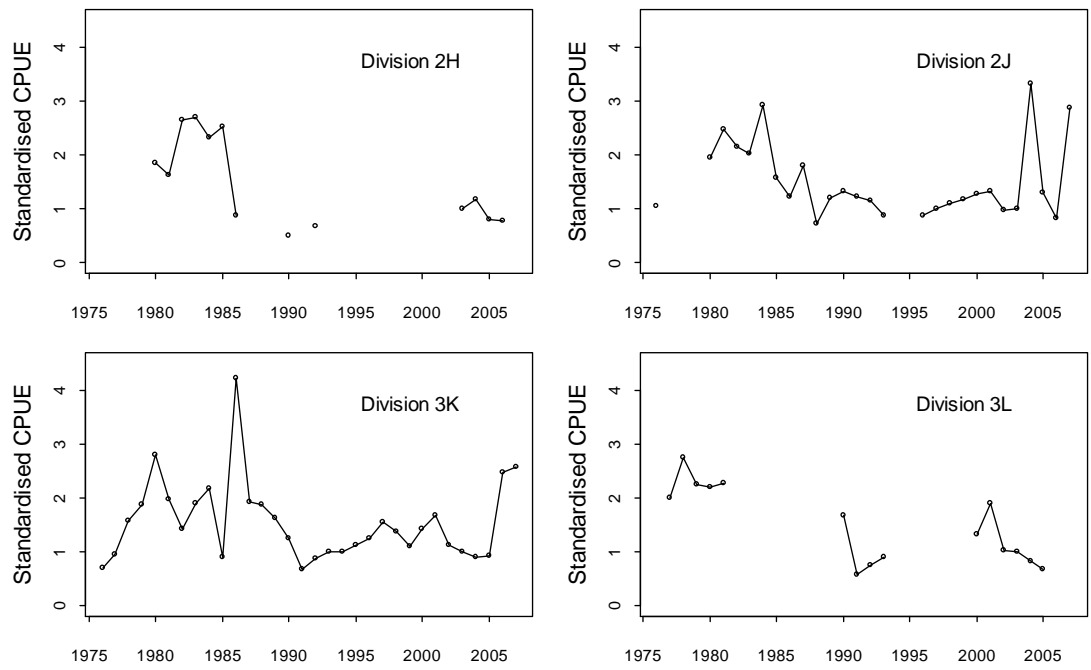 Division 2H
Standardised CPUE
0 1 2 3 4
1975 1980 1985 1990 1995 2000 2005
Division 2J
Standardised CPUE
0 1 2 3 4
1975 1980 1985 1990 1995 2000 2005
Division 3K
Standardised CPUE
0 1 2 3 4
1975 1980 1985 1990 1995 2000 2005
Division 3L
Standardised CPUE
0 1 2 3 4
1975 1980 1985 1990 1995 2000 2005